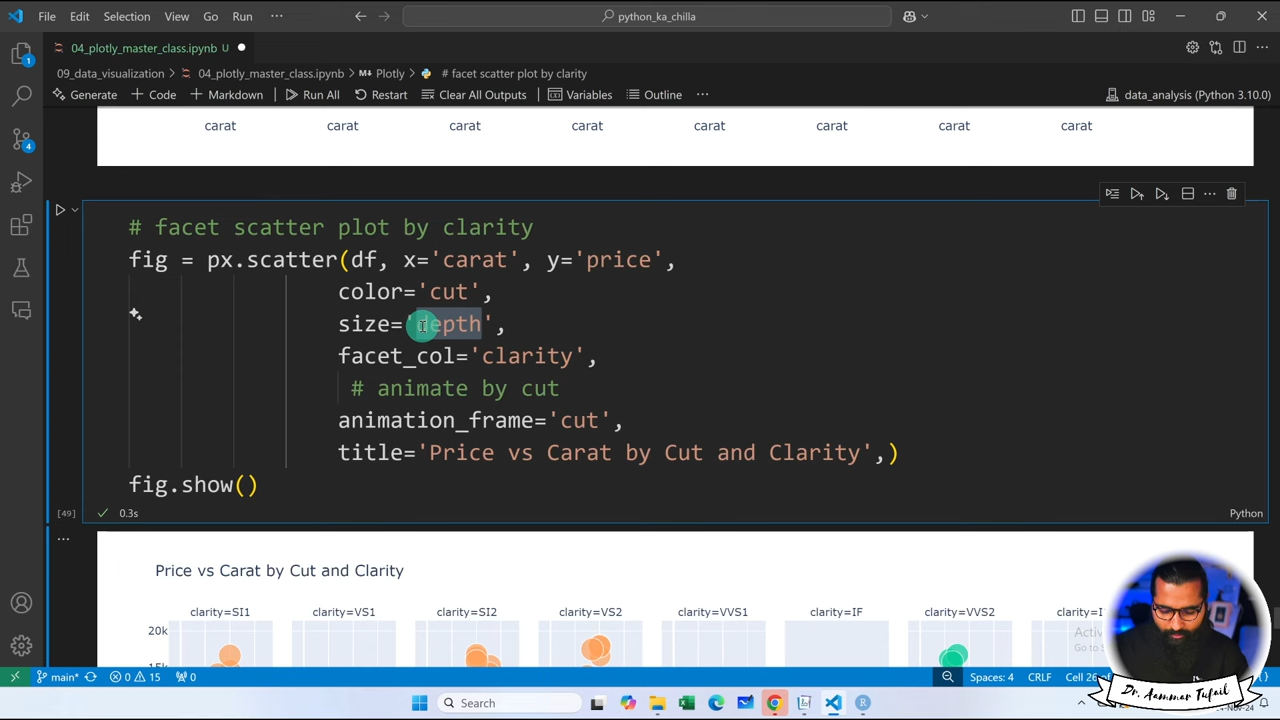 File Edit Selection View Go Run ··· python_ka_chilla
04_plotly_master_class.ipynb U
09_data_visualization > 04_plotly_master_class.ipynb > M↓ Plotly > # facet scatter plot by clarity
Generate + Code + Markdown Run All Restart Clear All Outputs Variables Outline ··· data_analysis (Python 3.10.0)
carat carat carat carat carat carat carat carat
# facet scatter plot by clarity
fig = px.scatter(df, x='carat', y='price',
color='cut',
size='depth',
facet_col='clarity',
# animate by cut
animation_frame='cut',
title='Price vs Carat by Cut and Clarity',)
fig.show()
[49] 0.3s Python
Price vs Carat by Cut and Clarity
clarity=SI1 clarity=VS1 clarity=SI2 clarity=VS2 clarity=VVS1 clarity=IF clarity=VVS2
20k
main* 0 15 0 Spaces: 4 CRLF
Search
Dr. Aammar Tufail